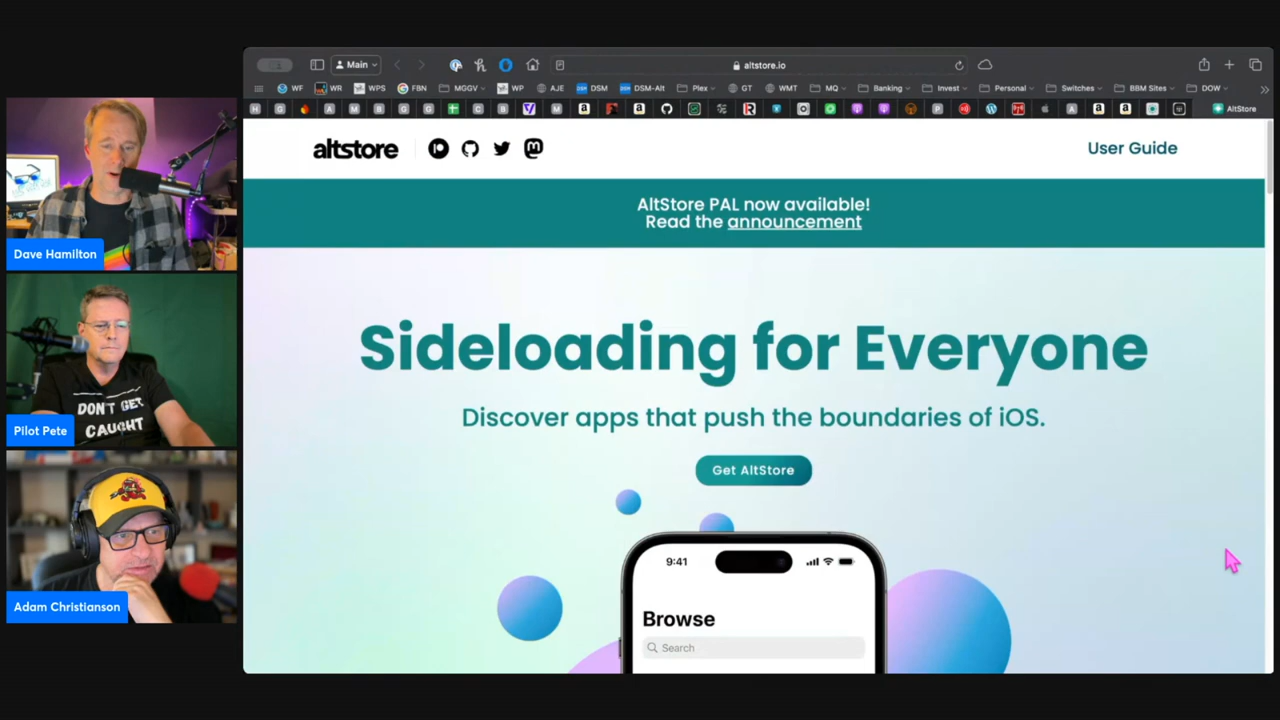 Main
altstore.io
WF
WR
WPS
FBN
MGGV
WP
AJE
DSM
DSM-Alt
Plex
GT
WMT
MQ
Banking
Invest
Personal
Switches
BBM Sites
DOW
AltStore
altstore
User Guide
AltStore PAL now available!
Read the announcement
Sideloading for Everyone
Discover apps that push the boundaries of iOS.
Get AltStore
9:41
Browse
Search
Dave Hamilton
DON'T GET
CAUGHT
Pilot Pete
Adam Christianson